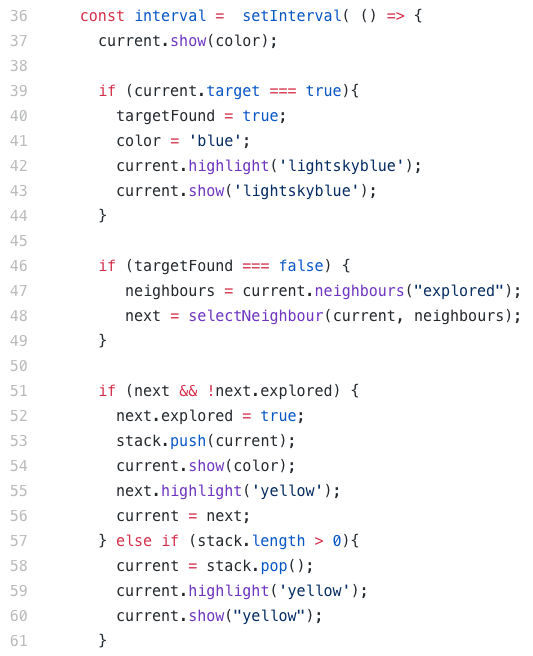 36 const interval =  setInterval( () => {
37 current.show(color);
38
39 if (current.target === true){
40 targetFound = true;
41 color = 'blue';
42 current.highlight('lightskyblue');
43 current.show('lightskyblue');
44 }
45
46 if (targetFound === false) {
47 neighbours = current.neighbours("explored");
48 next = selectNeighbour(current, neighbours);
49 }
50
51 if (next && !next.explored) {
52 next.explored = true;
53 stack.push(current);
54 current.show(color);
55 next.highlight('yellow');
56 current = next;
57 } else if (stack.length > 0){
58 current = stack.pop();
59 current.highlight('yellow');
60 current.show("yellow");
61 }